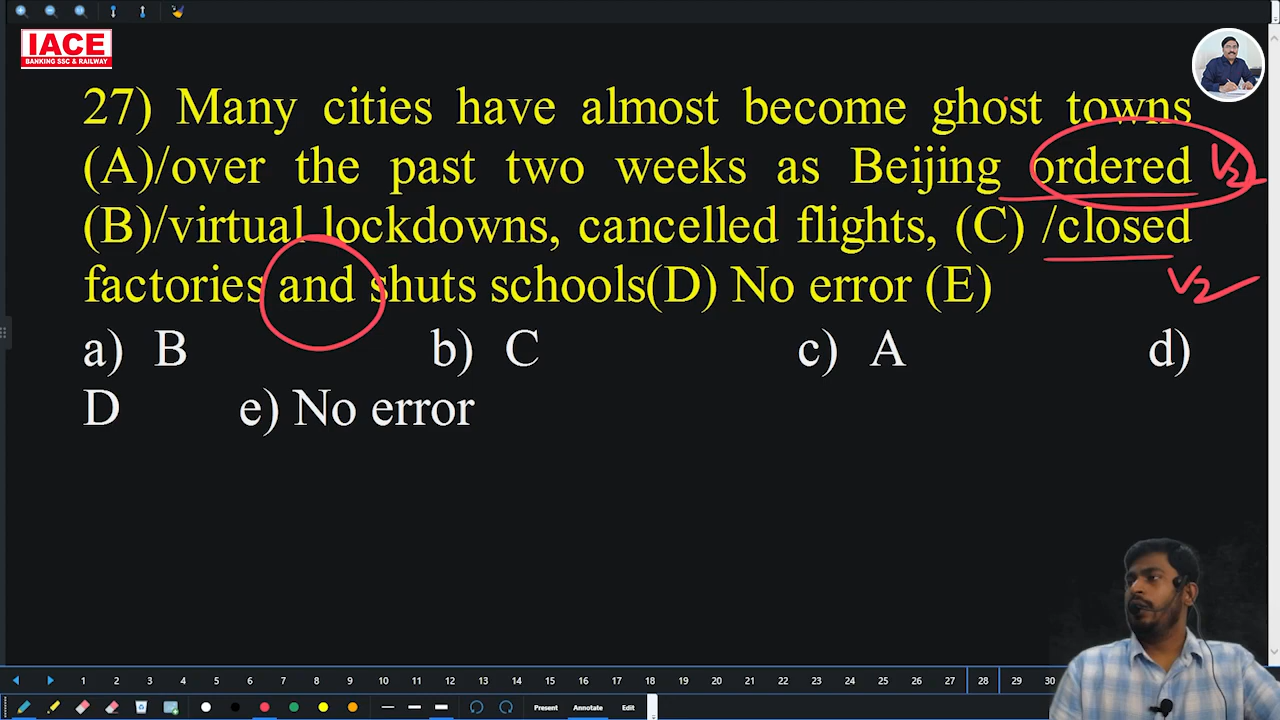 IACE
BANKING SSC & RAILWAY
27) Many cities have almost become ghost towns
(A)/over the past two weeks as Beijing ordered V2
(B)/virtual lockdowns, cancelled flights, (C) /closed
factories and shuts schools(D) No error (E) V2
a) B b) C c) A d)
D e) No error
1 2 3 4 5 6 7 8 9 10 11 12 13 14 15 16 17 18 19 20 21 22 23 24 25 26 27 28 29 30
Present Annotate Edit